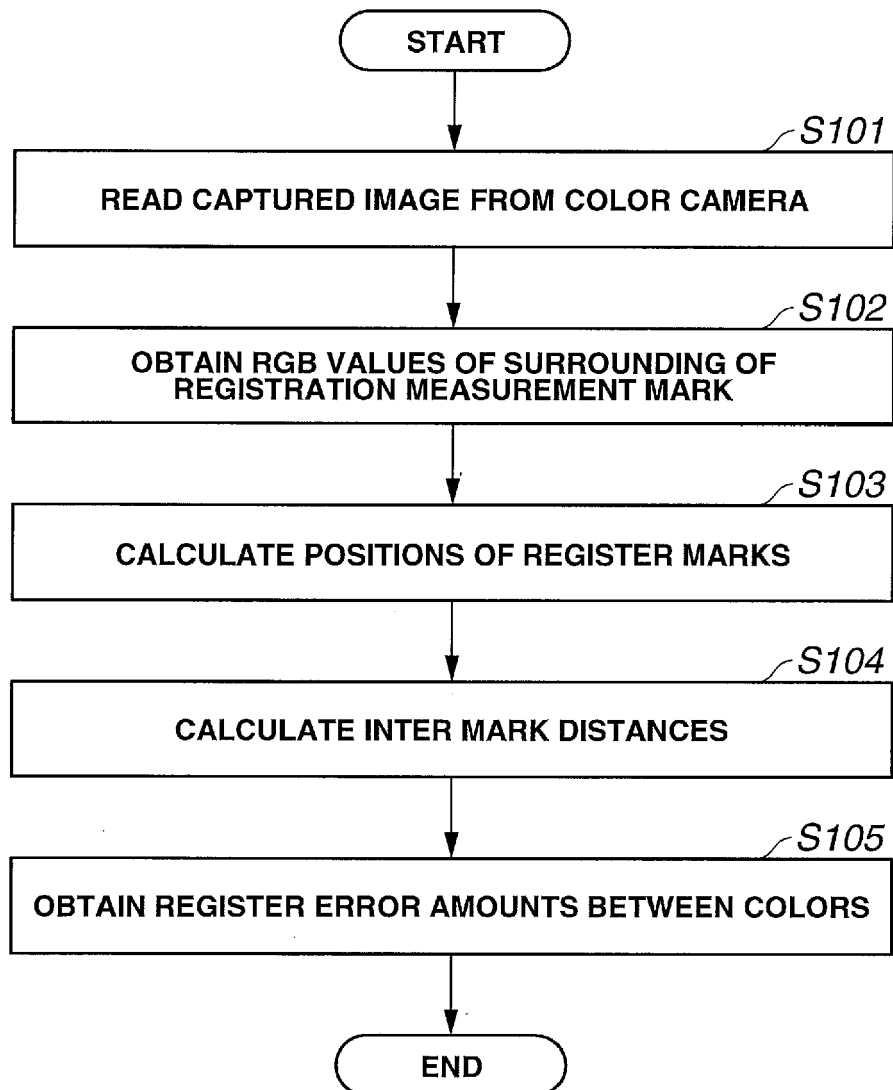 START
S101
READ CAPTURED IMAGE FROM COLOR CAMERA
S102
OBTAIN RGB VALUES OF SURROUNDING OF
REGISTRATION MEASUREMENT MARK
S103
CALCULATE POSITIONS OF REGISTER MARKS
S104
CALCULATE INTER MARK DISTANCES
S105
OBTAIN REGISTER ERROR AMOUNTS BETWEEN COLORS
END